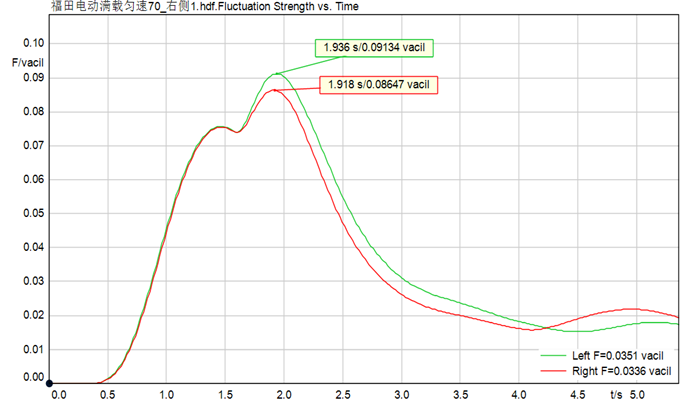 福田电动满载匀速70_右侧1.hdf.Fluctuation Strength vs. Time
0.10
F/vacil
0.09
0.08
0.07
0.06
0.05
0.04
0.03
0.02
0.01
0.00
1.936 s/0.09134 vacil
1.918 s/0.08647 vacil
Left F=0.0351 vacil
Right F=0.0336 vacil
0.0 0.5 1.0 1.5 2.0 2.5 3.0 3.5 4.0 4.5 t/s 5.0